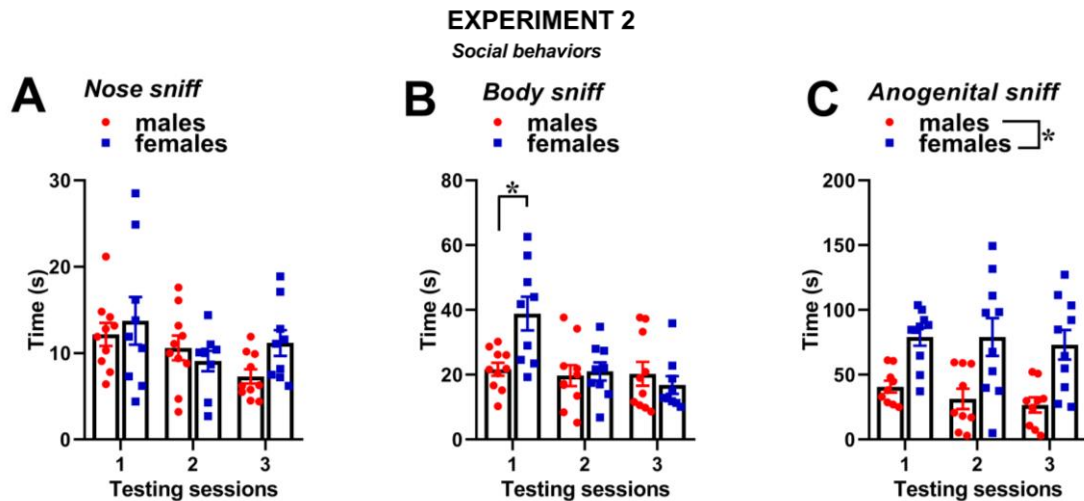 EXPERIMENT 2
Social behaviors
A
Nose sniff
males
females
30
20
10
0
Time (s)
1 2 3
Testing sessions
B
Body sniff
males
females
*
80
60
40
20
0
Time (s)
1 2 3
Testing sessions
C
Anogenital sniff
males
females
*
200
150
100
50
0
Time (s)
1 2 3
Testing sessions